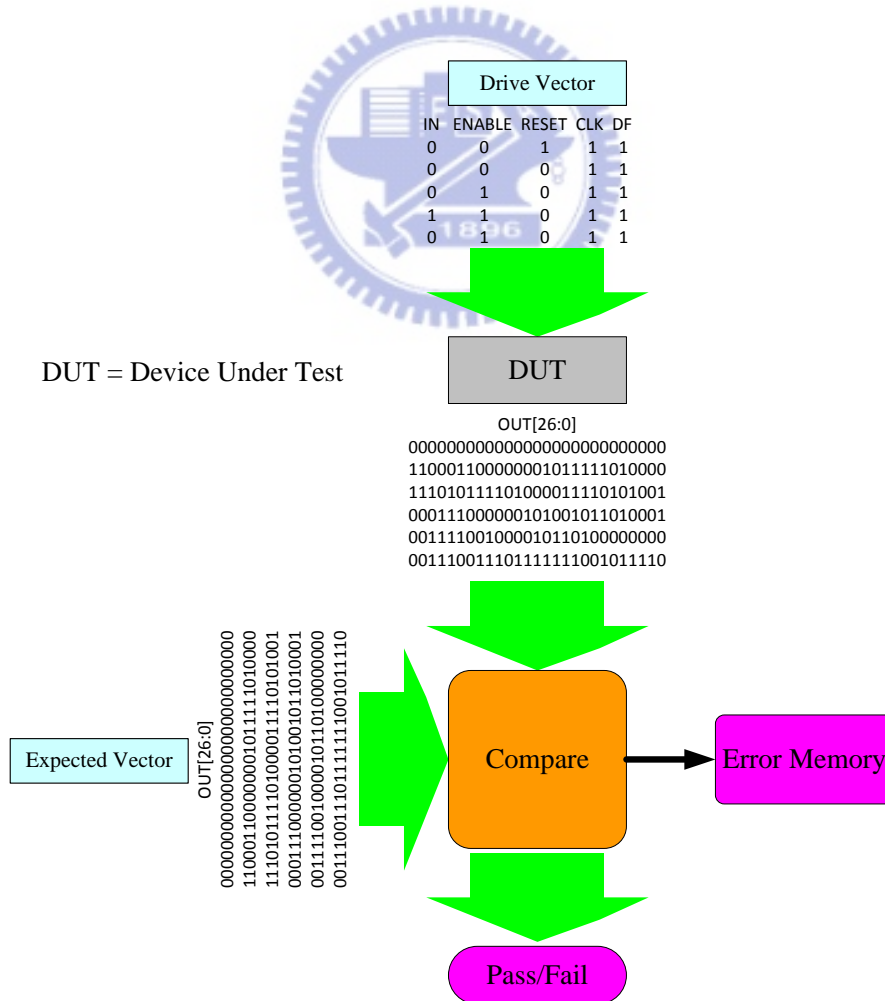 Drive Vector
IN ENABLE RESET CLK DF
0 0 1 1 1
0 0 0 1 1
0 1 0 1 1
1 1 0 1 1
0 1 0 1 1
1896
DUT = Device Under Test
DUT
OUT[26:0]
000000000000000000000000000
110001100000001011111010000
111010111101000011110101001
000111000000101001011010001
001111001000010110100000000
001110011101111111001011110
Expected Vector
OUT[26:0]
000000000000000000000000000
110001100000001011111010000
111010111101000011110101001
000111000000101001011010001
001111001000010110100000000
001110011101111111001011110
Compare
Error Memory
Pass/Fail